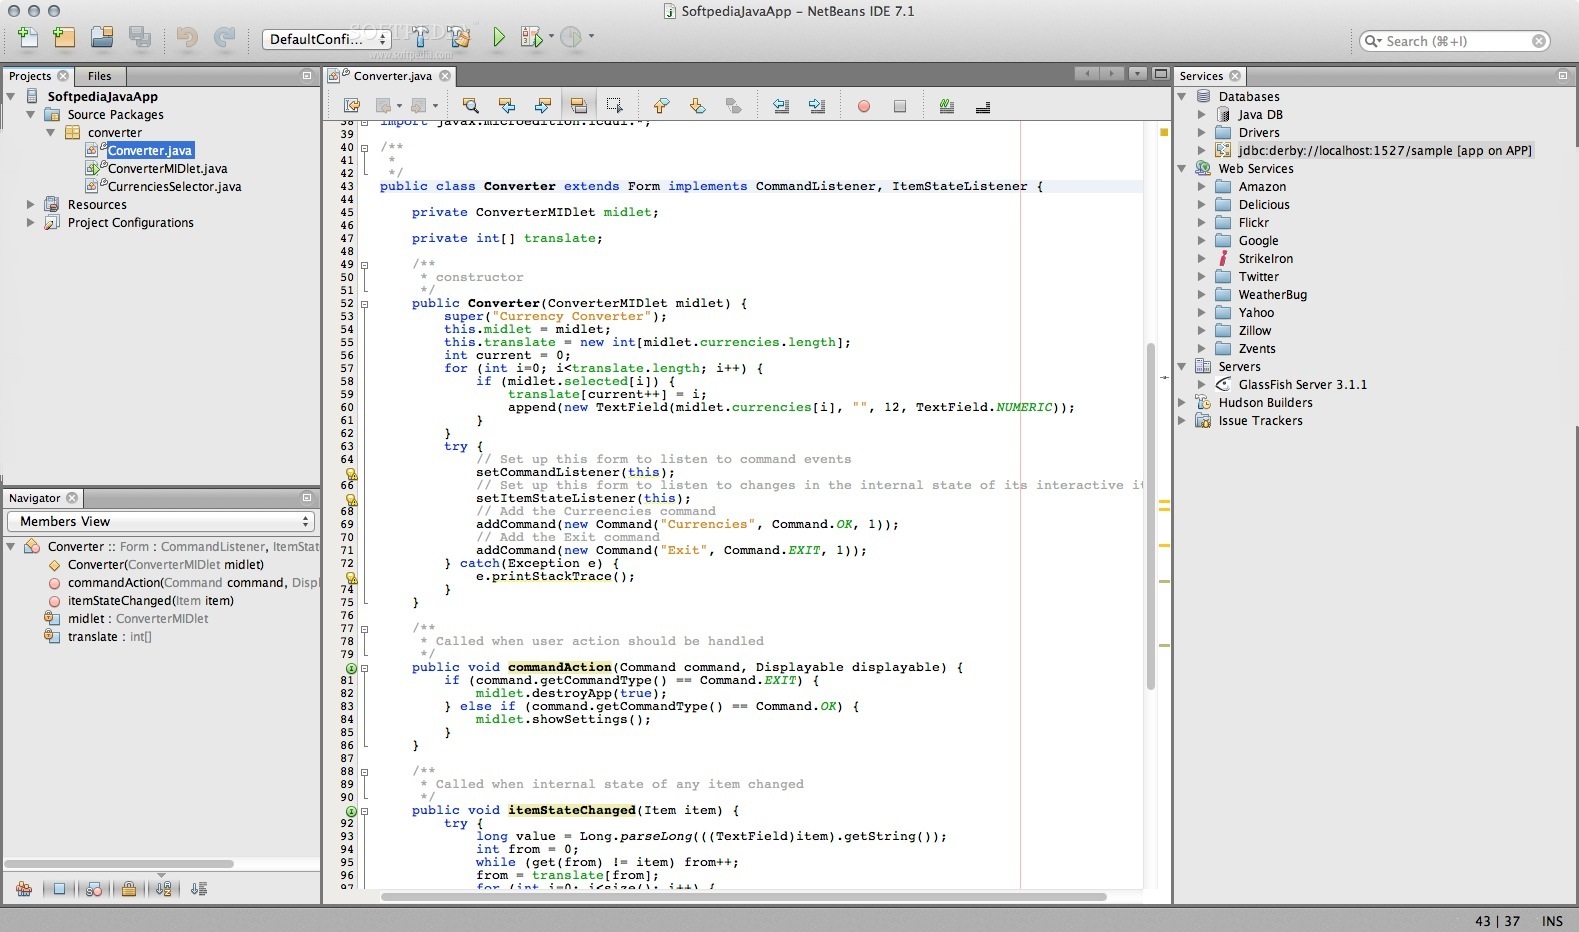 SoftpediaJavaApp – NetBeans IDE 7.1
DefaultConfi...
SOFTPEDIA
www.softpedia.com
Search (⌘+I)
Projects
Files
SoftpediaJavaApp
Source Packages
converter
Converter.java
ConverterMIDlet.java
CurrenciesSelector.java
Resources
Project Configurations
Navigator
Members View
Converter :: Form : CommandListener, ItemStat
Converter(ConverterMIDlet midlet)
commandAction(Command command, Displ
itemStateChanged(Item item)
midlet : ConverterMIDlet
translate : int[]
Converter.java
38 import javax.microedition.lcdui.*;
39
40 /**
41 *
42 */
43 public class Converter extends Form implements CommandListener, ItemStateListener {
44
45 private ConverterMIDlet midlet;
46
47 private int[] translate;
48
49 /**
50 * constructor
51 */
52 public Converter(ConverterMIDlet midlet) {
53 super("Currency Converter");
54 this.midlet = midlet;
55 this.translate = new int[midlet.currencies.length];
56 int current = 0;
57 for (int i=0; i<translate.length; i++) {
58 if (midlet.selected[i]) {
59 translate[current++] = i;
60 append(new TextField(midlet.currencies[i], "", 12, TextField.NUMERIC));
61 }
62 }
63 try {
64 // Set up this form to listen to command events
setCommandListener(this);
66 // Set up this form to listen to changes in the internal state of its interactive it
setItemStateListener(this);
68 // Add the Curreencies command
69 addCommand(new Command("Currencies", Command.OK, 1));
70 // Add the Exit command
71 addCommand(new Command("Exit", Command.EXIT, 1));
72 } catch(Exception e) {
e.printStackTrace();
74 }
75 }
76
77 /**
78 * Called when user action should be handled
79 */
public void commandAction(Command command, Displayable displayable) {
81 if (command.getCommandType() == Command.EXIT) {
82 midlet.destroyApp(true);
83 } else if (command.getCommandType() == Command.OK) {
84 midlet.showSettings();
85 }
86 }
87
88 /**
89 * Called when internal state of any item changed
90 */
public void itemStateChanged(Item item) {
92 try {
93 long value = Long.parseLong(((TextField)item).getString());
94 int from = 0;
95 while (get(from) != item) from++;
96 from = translate[from];
97 for (int i=0; i<size(); i++) {
Services
Databases
Java DB
Drivers
jdbc:derby://localhost:1527/sample [app on APP]
Web Services
Amazon
Delicious
Flickr
Google
StrikeIron
Twitter
WeatherBug
Yahoo
Zillow
Zvents
Servers
GlassFish Server 3.1.1
Hudson Builders
Issue Trackers
43 | 37 INS